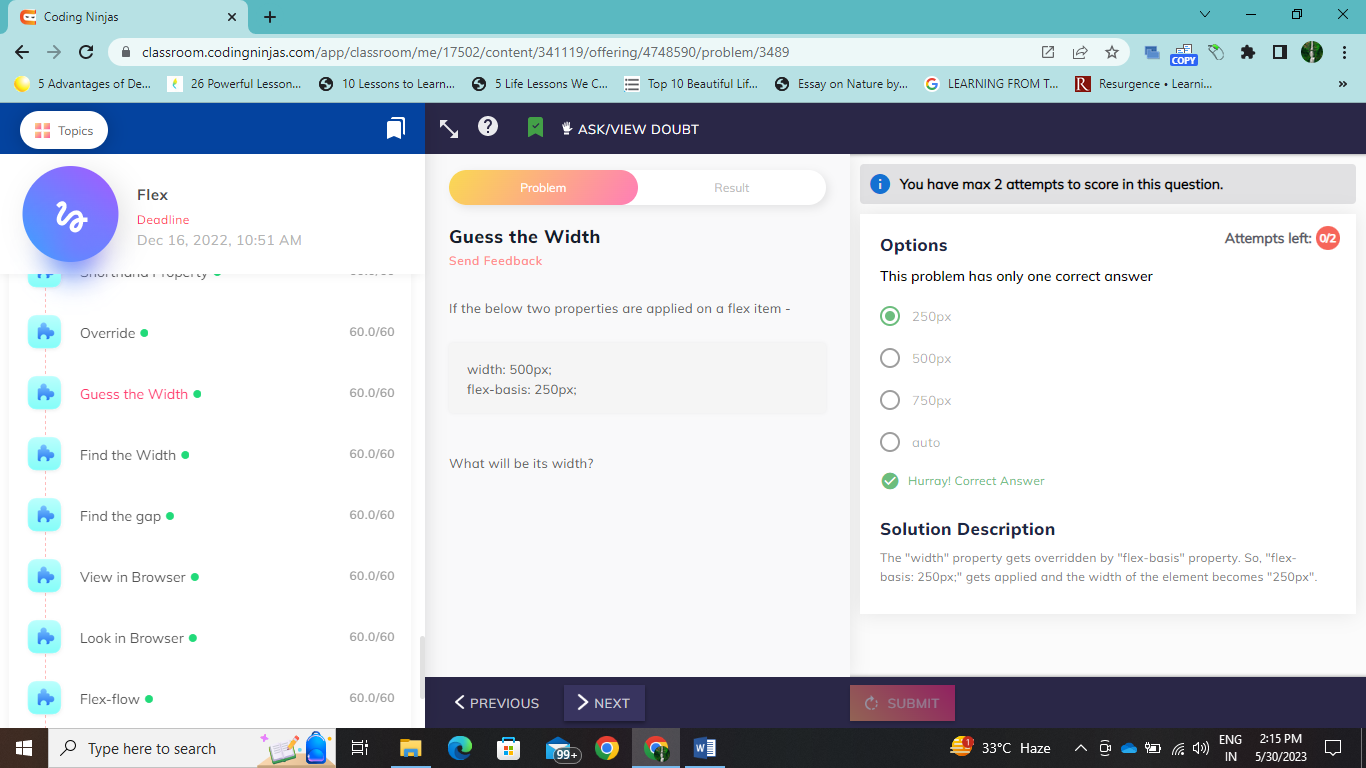 Coding Ninjas
classroom.codingninjas.com/app/classroom/me/17502/content/341119/offering/4748590/problem/3489
COPY
5 Advantages of De...
26 Powerful Lesson...
10 Lessons to Learn...
5 Life Lessons We C...
Top 10 Beautiful Lif...
Essay on Nature by...
LEARNING FROM T...
Resurgence • Learni...
»
Topics
ASK/VIEW DOUBT
Flex
Deadline
Dec 16, 2022, 10:51 AM
Shorthand Property
Override 60.0/60
Guess the Width 60.0/60
Find the Width 60.0/60
Find the gap 60.0/60
View in Browser 60.0/60
Look in Browser 60.0/60
Flex-flow 60.0/60
Problem
Result
Guess the Width
Send Feedback
If the below two properties are applied on a flex item -
width: 500px;
flex-basis: 250px;
What will be its width?
PREVIOUS
NEXT
You have max 2 attempts to score in this question.
Options
Attempts left: 0/2
This problem has only one correct answer
250px
500px
750px
auto
Hurray! Correct Answer
Solution Description
The "width" property gets overridden by "flex-basis" property. So, "flex-
basis: 250px;" gets applied and the width of the element becomes "250px".
SUBMIT
Type here to search
99+
1
33°C Haze
ENG
IN
2:15 PM
5/30/2023